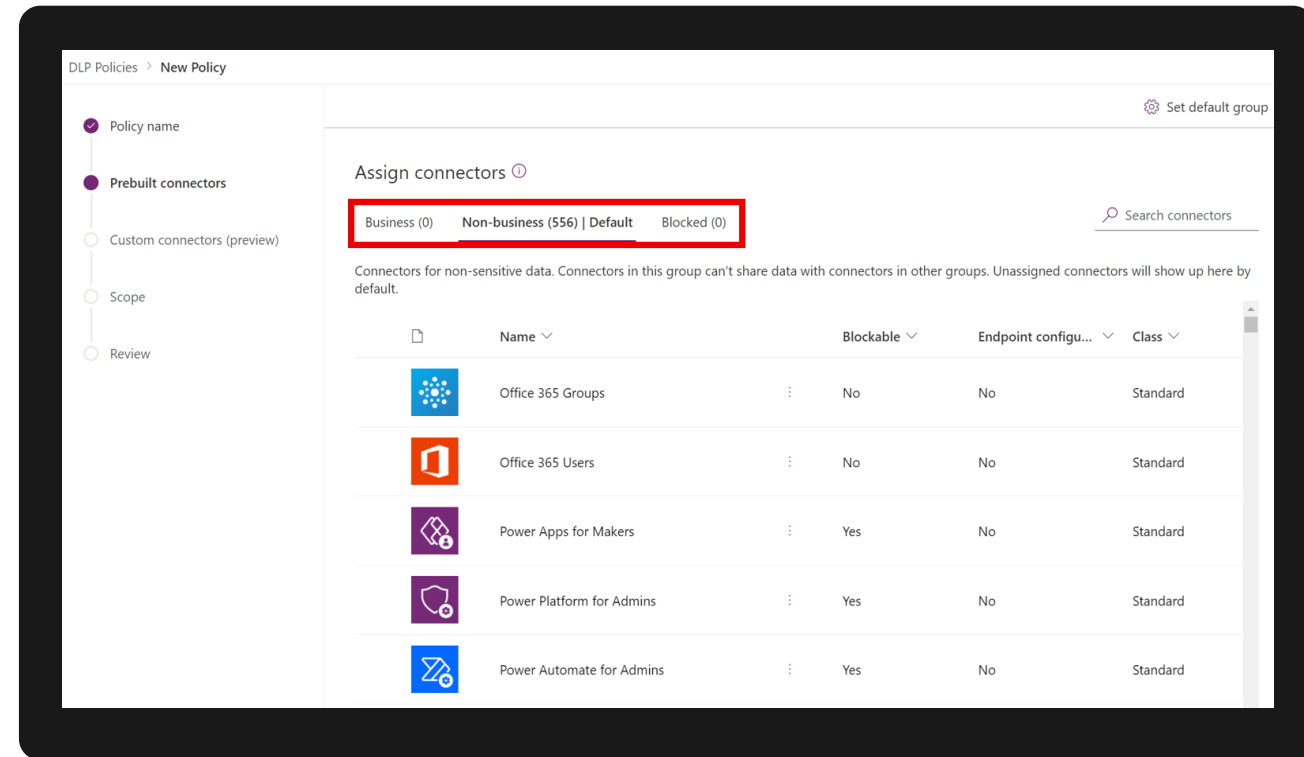 DLP Policies > New Policy
Set default group
Policy name
Prebuilt connectors
Custom connectors (preview)
Scope
Review
Assign connectors
Business (0) Non-business (556) | Default Blocked (0)
Search connectors
Connectors for non-sensitive data. Connectors in this group can't share data with connectors in other groups. Unassigned connectors will show up here by
default.
Name Blockable Endpoint configu... Class
Office 365 Groups No No Standard
Office 365 Users No No Standard
Power Apps for Makers Yes No Standard
Power Platform for Admins Yes No Standard
Power Automate for Admins Yes No Standard